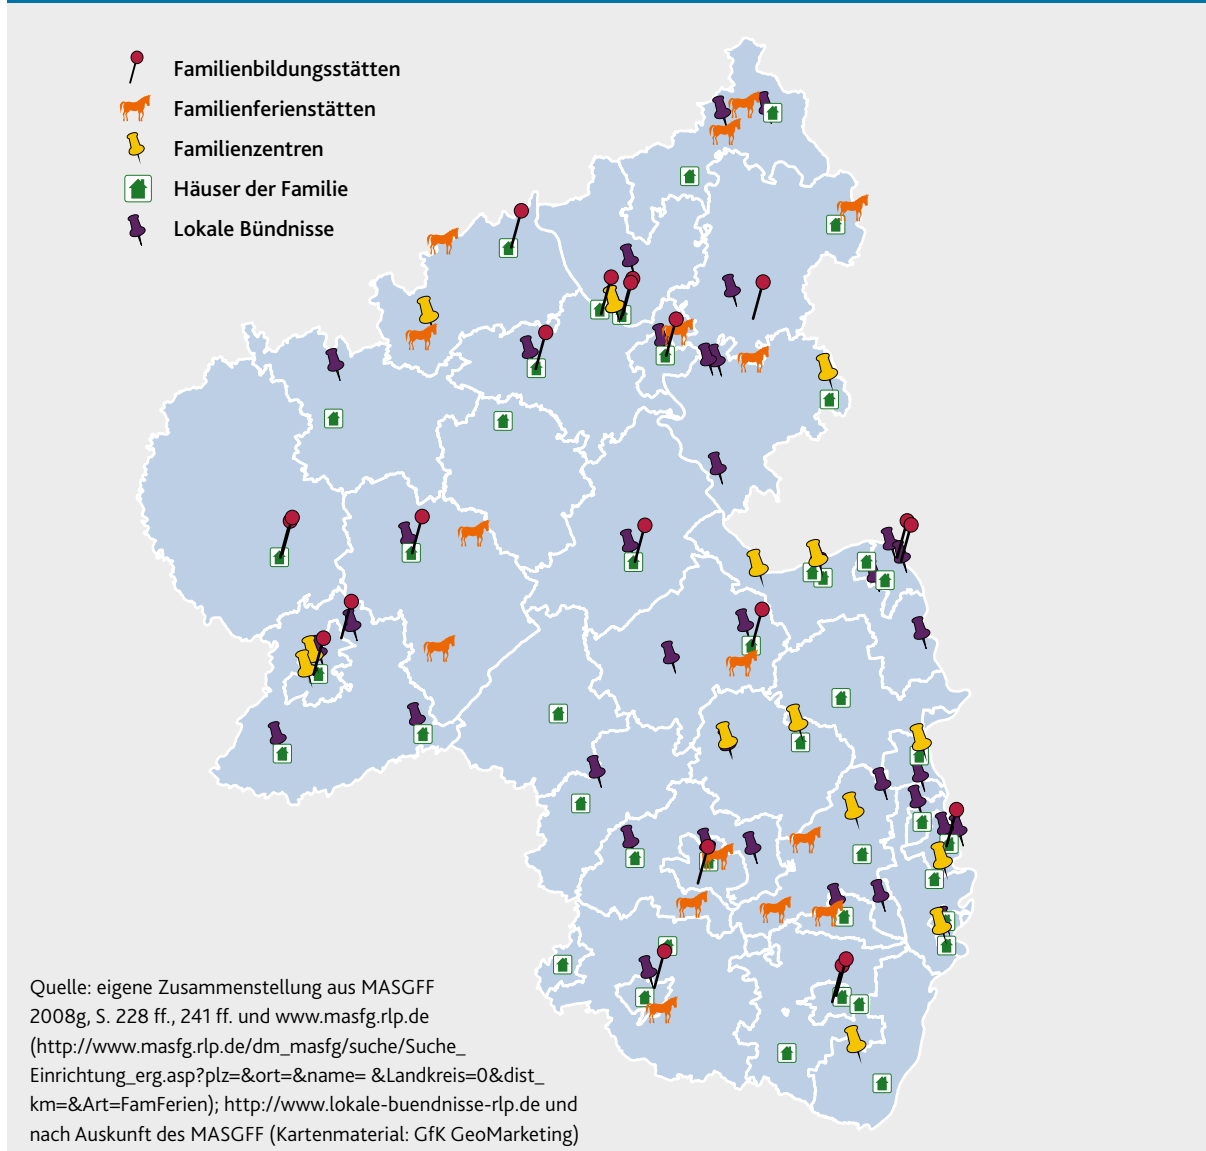 Familienbildungsstätten
Familienferienstätten
Familienzentren
Häuser der Familie
Lokale Bündnisse
Quelle: eigene Zusammenstellung aus MASGFF
2008g, S. 228 ff., 241 ff. und www.masfg.rlp.de
(http://www.masfg.rlp.de/dm_masfg/suche/Suche_
Einrichtung_erg.asp?plz=&ort=&name= &Landkreis=0&dist_
km=&Art=FamFerien); http://www.lokale-buendnisse-rlp.de und
nach Auskunft des MASGFF (Kartenmaterial: GfK GeoMarketing)